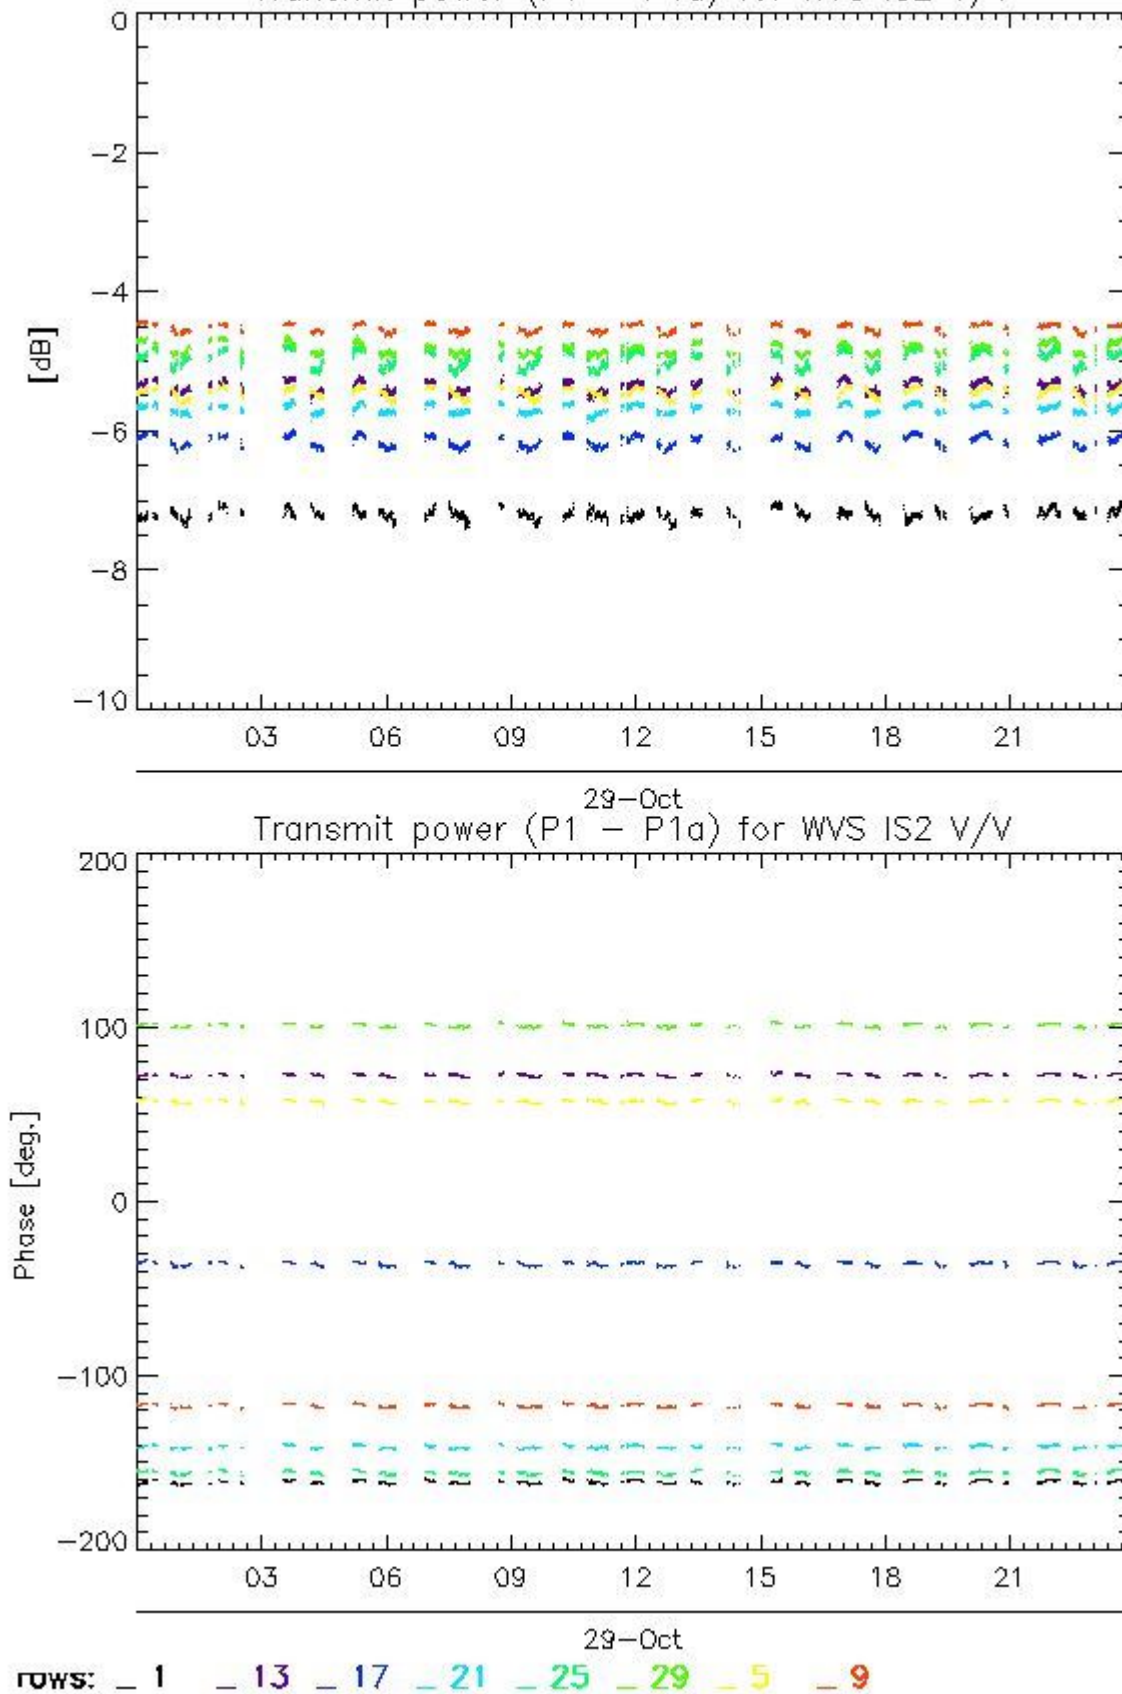 0
-2
-4
[dB]
-6
-8
-10
03 06 09 12 15 18 21
29-Oct
Transmit power (P1 - P1a) for WVS IS2 V/V
200
100
0
Phase [deg.]
-100
-200
03 06 09 12 15 18 21
29-Oct
rows: _ 1 _ 13 _ 17 _ 21 _ 25 _ 29 _ 5 _ 9